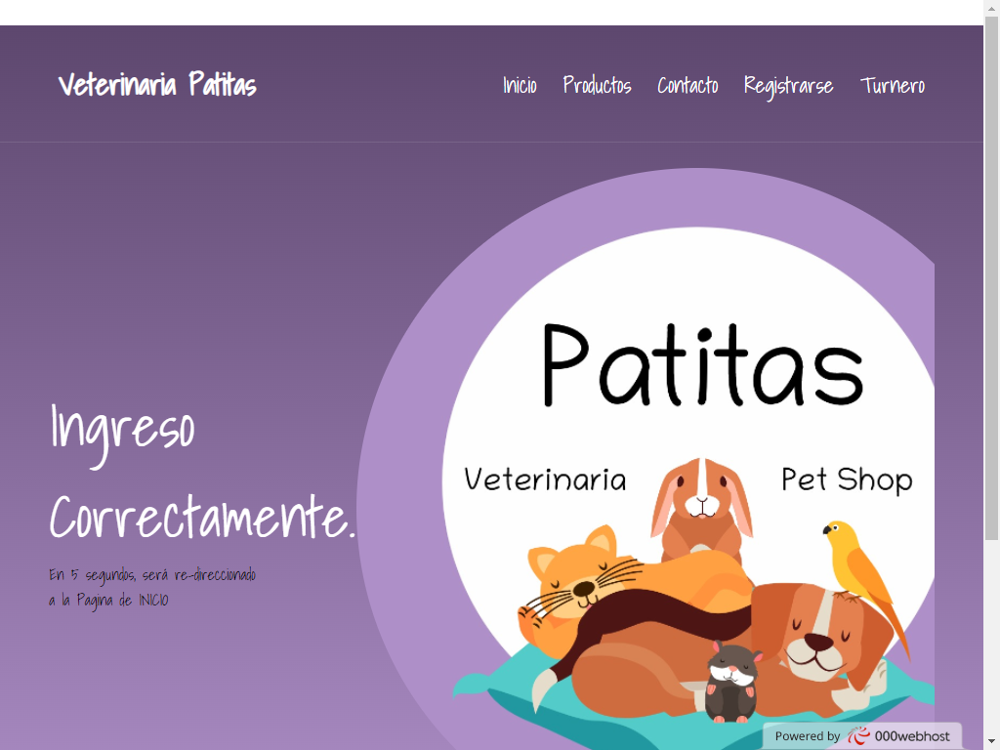 Veterinaria Patitas
Inicio Productos Contacto Registrarse Turnero
Patitas
Veterinaria Pet Shop
Ingreso
Correctamente.
En 5 segundos, será re-direccionado
a la Pagina de INICIO
Powered by 000webhost